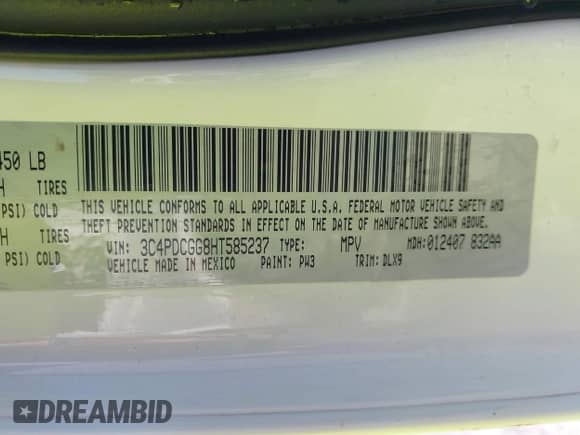 450 LB
H TIRES
PSI) COLD
H TIRES
PSI) COLD
THIS VEHICLE CONFORMS TO ALL APPLICABLE U.S.A. FEDERAL MOTOR VEHICLE SAFETY AND
THEFT PREVENTION STANDARDS IN EFFECT ON THE DATE OF MANUFACTURE SHOWN ABOVE.
VIN: 3C4PDCGG8HT585237 TYPE: MPV MDH:012407 832AA
VEHICLE MADE IN MEXICO PAINT: PW3 TRIM: DLX9
DREAMBID